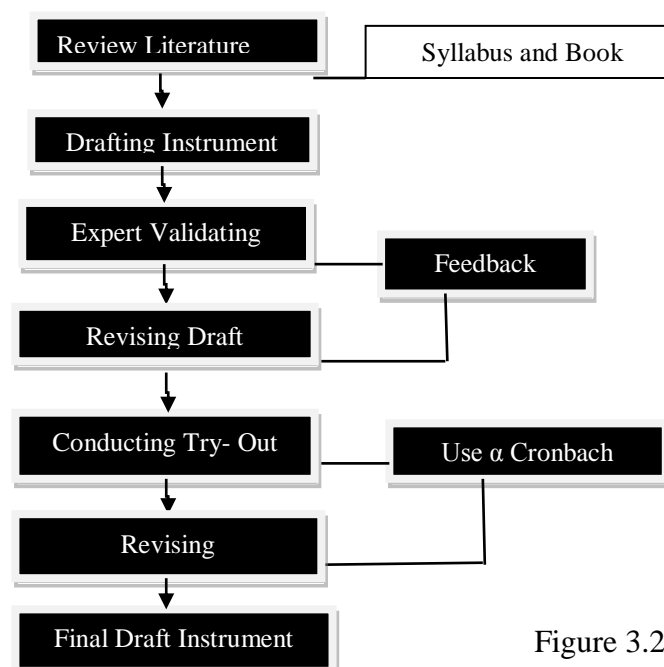 Review Literature
Syllabus and Book
Drafting Instrument
Expert Validating
Feedback
Revising Draft
Conducting Try- Out
Use α Cronbach
Revising
Final Draft Instrument
Figure 3.2